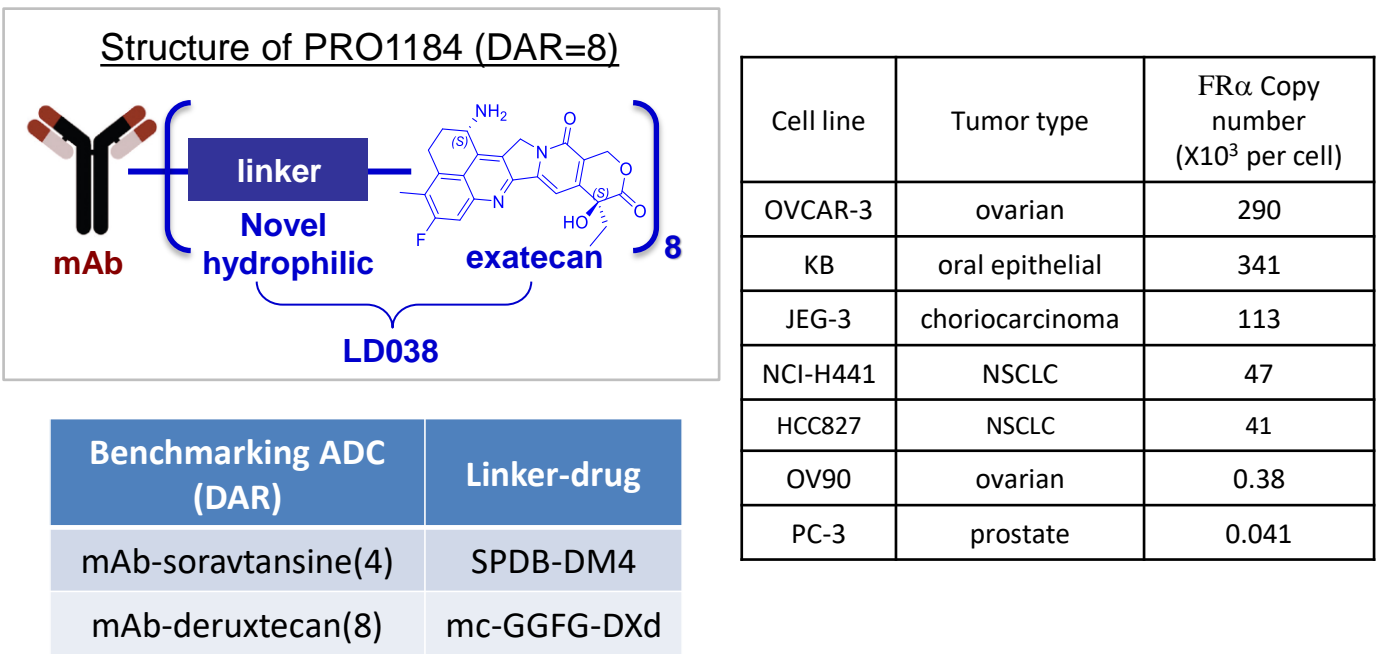 Structure of PRO1184 (DAR=8)
NH₂
(S)
O
N
O
(S)
O
N
HO
F
linker
Novel
hydrophilic
mAb
exatecan
8
LD038
Benchmarking ADC
(DAR)
Linker-drug
mAb-soravtansine(4)
SPDB-DM4
mAb-deruxtecan(8)
mc-GGFG-DXd
Cell line
Tumor type
FRα Copy
number
(X10³ per cell)
OVCAR-3
ovarian
290
KB
oral epithelial
341
JEG-3
choriocarcinoma
113
NCI-H441
NSCLC
47
HCC827
NSCLC
41
OV90
ovarian
0.38
PC-3
prostate
0.041